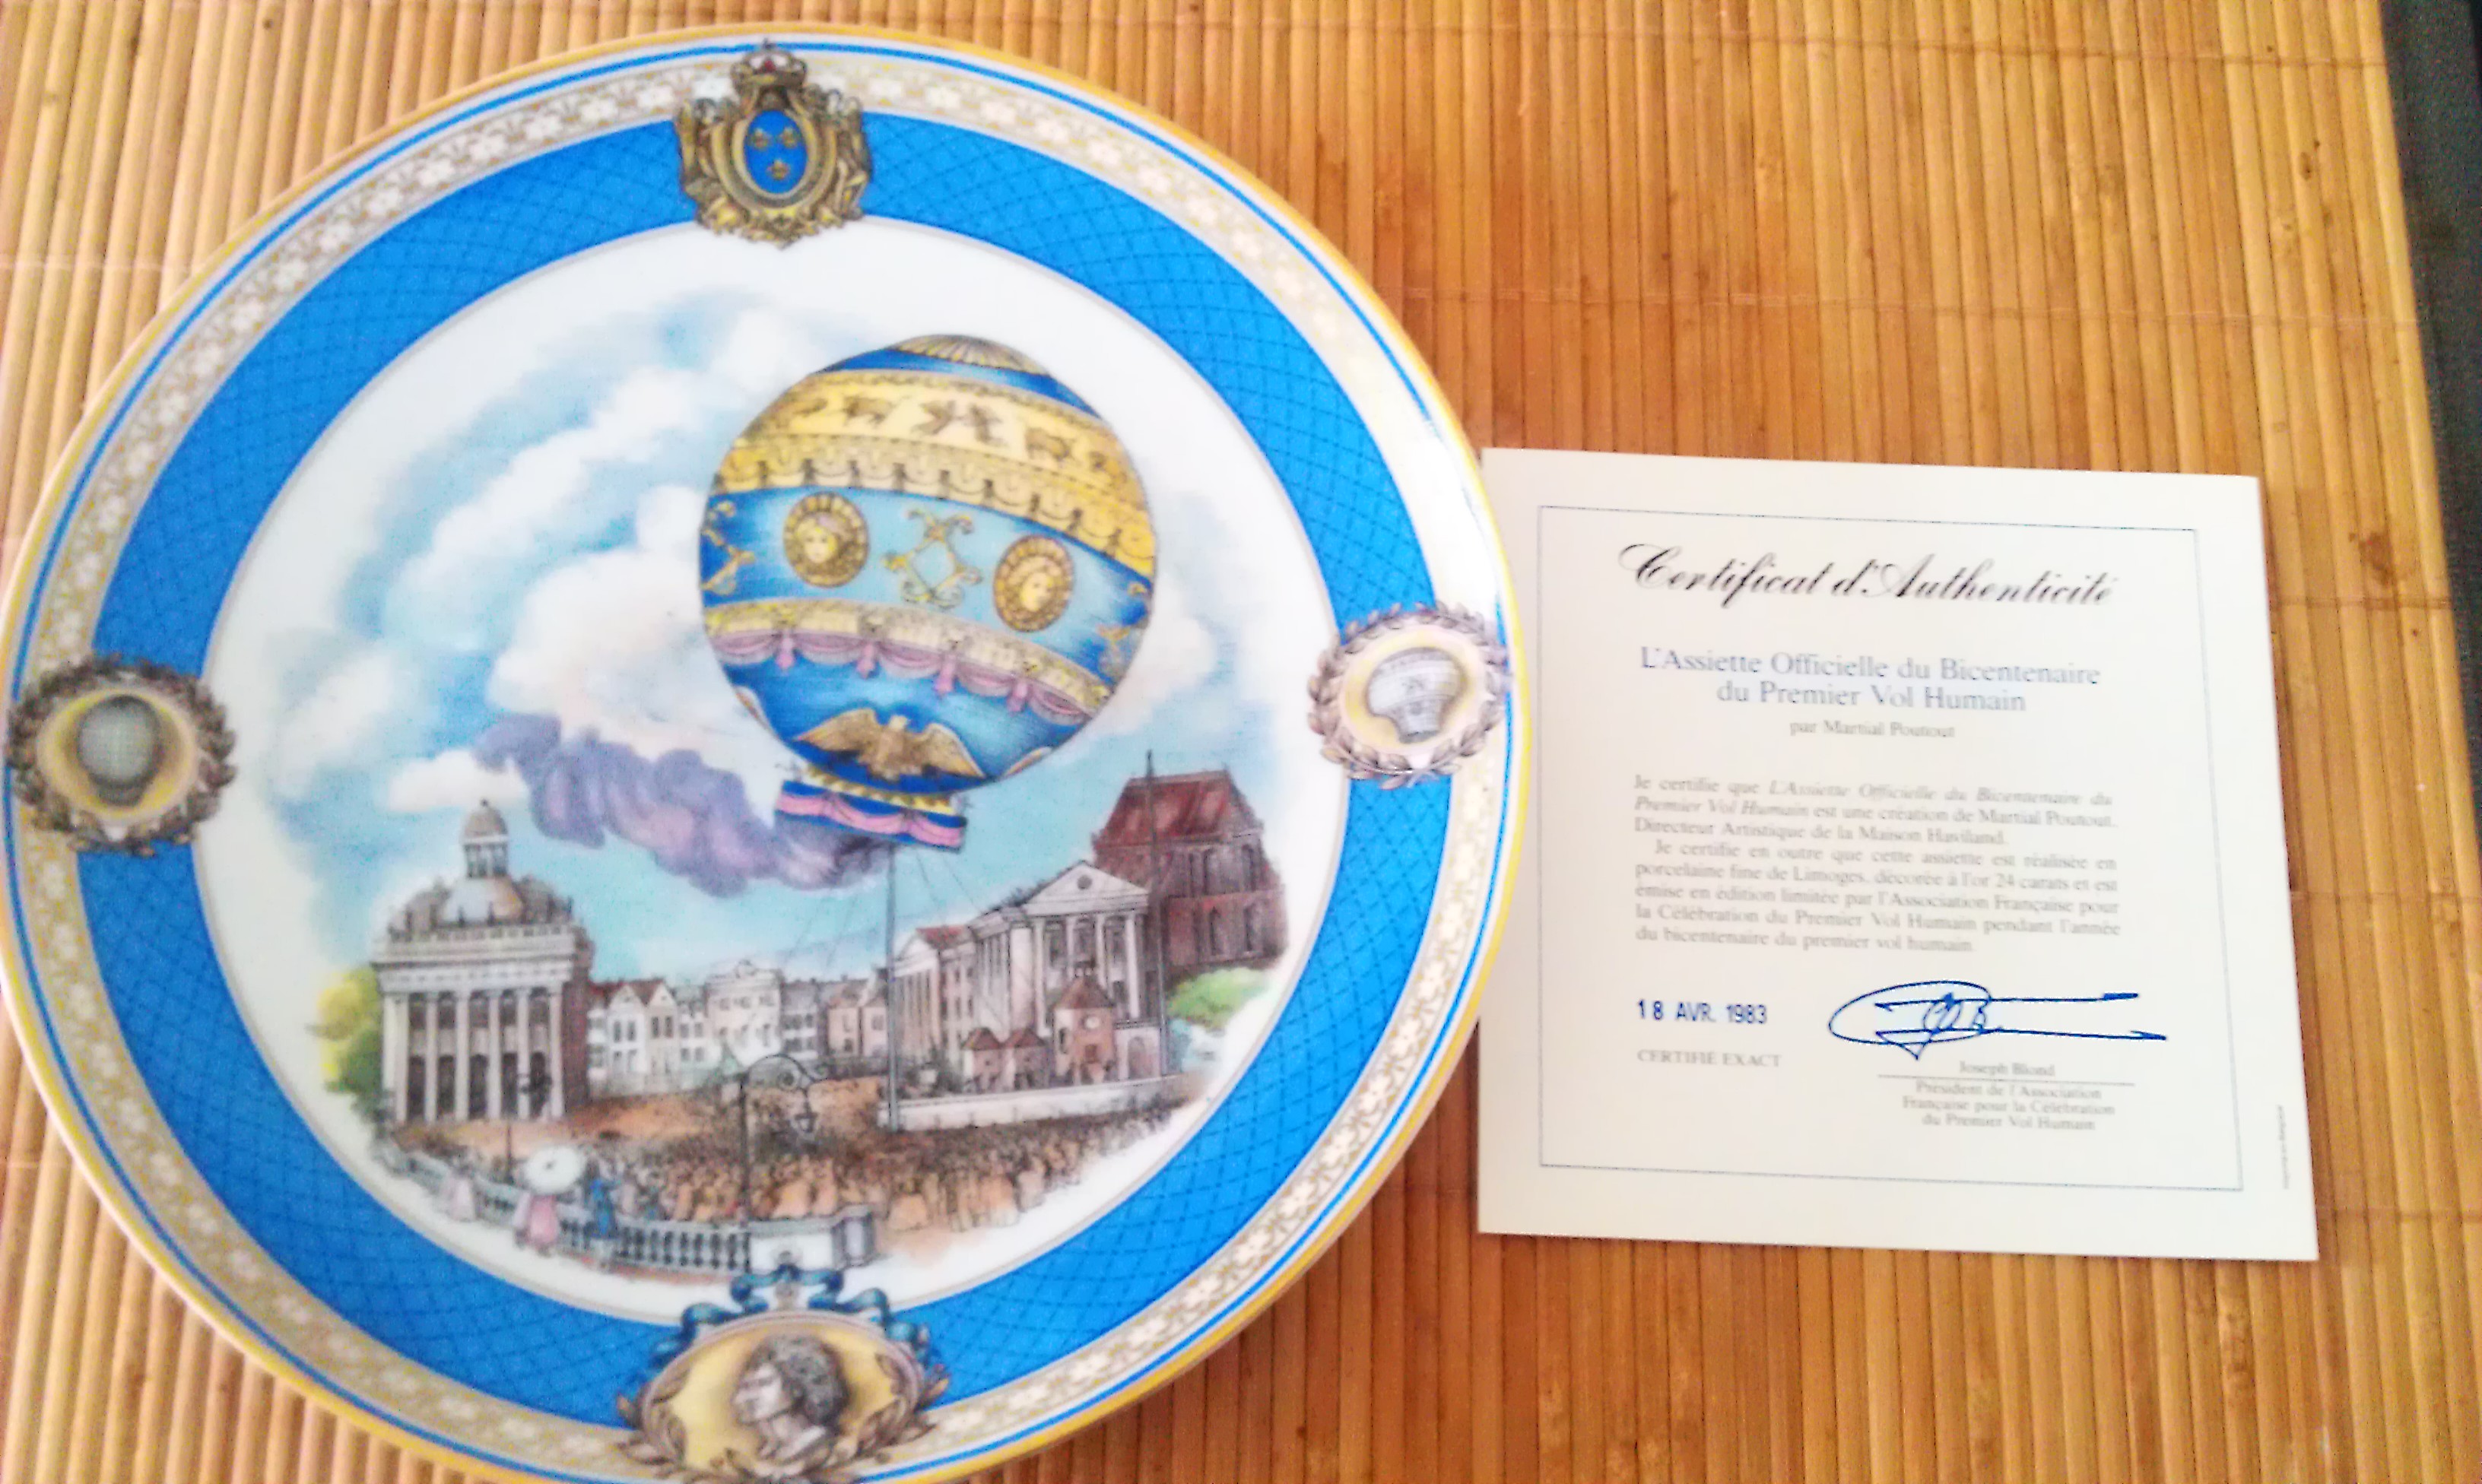 Certificat d'Authenticité
L'Assiette Officielle du Bicentenaire
du Premier Vol Humain
par Martial Poutout
Je certifie que L'Assiette Officielle du Bicentenaire du
Premier Vol Humain est une création de Martial Poutout,
Directeur Artistique de la Maison Haviland.
Je certifie en outre que cette assiette est réalisée en
porcelaine fine de Limoges, décorée à l'or 24 carats et est
émise en édition limitée par l'Association Française pour
la Célébration du Premier Vol Humain pendant l'année
du bicentenaire du premier vol humain.
18 AVR. 1983
CERTIFIÉ EXACT
Joseph Blond
Président de l'Association
Française pour la Célébration
du Premier Vol Humain